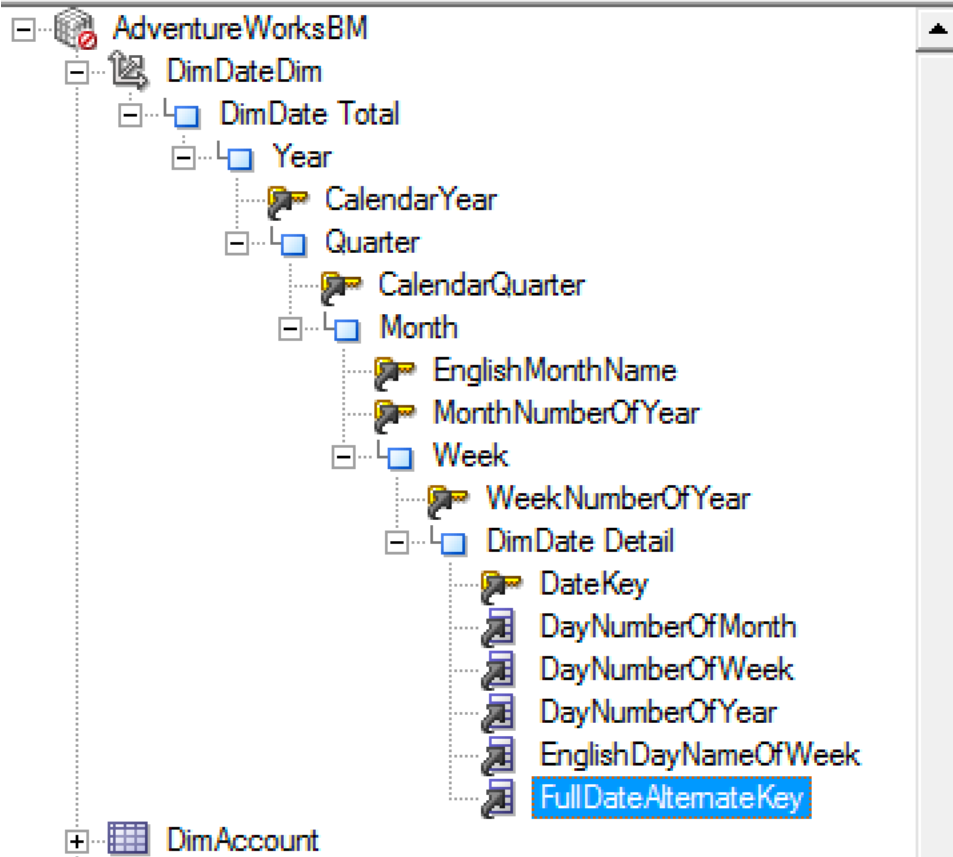 AdventureWorksBM
DimDateDim
DimDate Total
Year
CalendarYear
Quarter
CalendarQuarter
Month
EnglishMonthName
MonthNumberOfYear
Week
WeekNumberOfYear
DimDate Detail
DateKey
DayNumberOfMonth
DayNumberOfWeek
DayNumberOfYear
EnglishDayNameOfWeek
FullDateAlternateKey
DimAccount